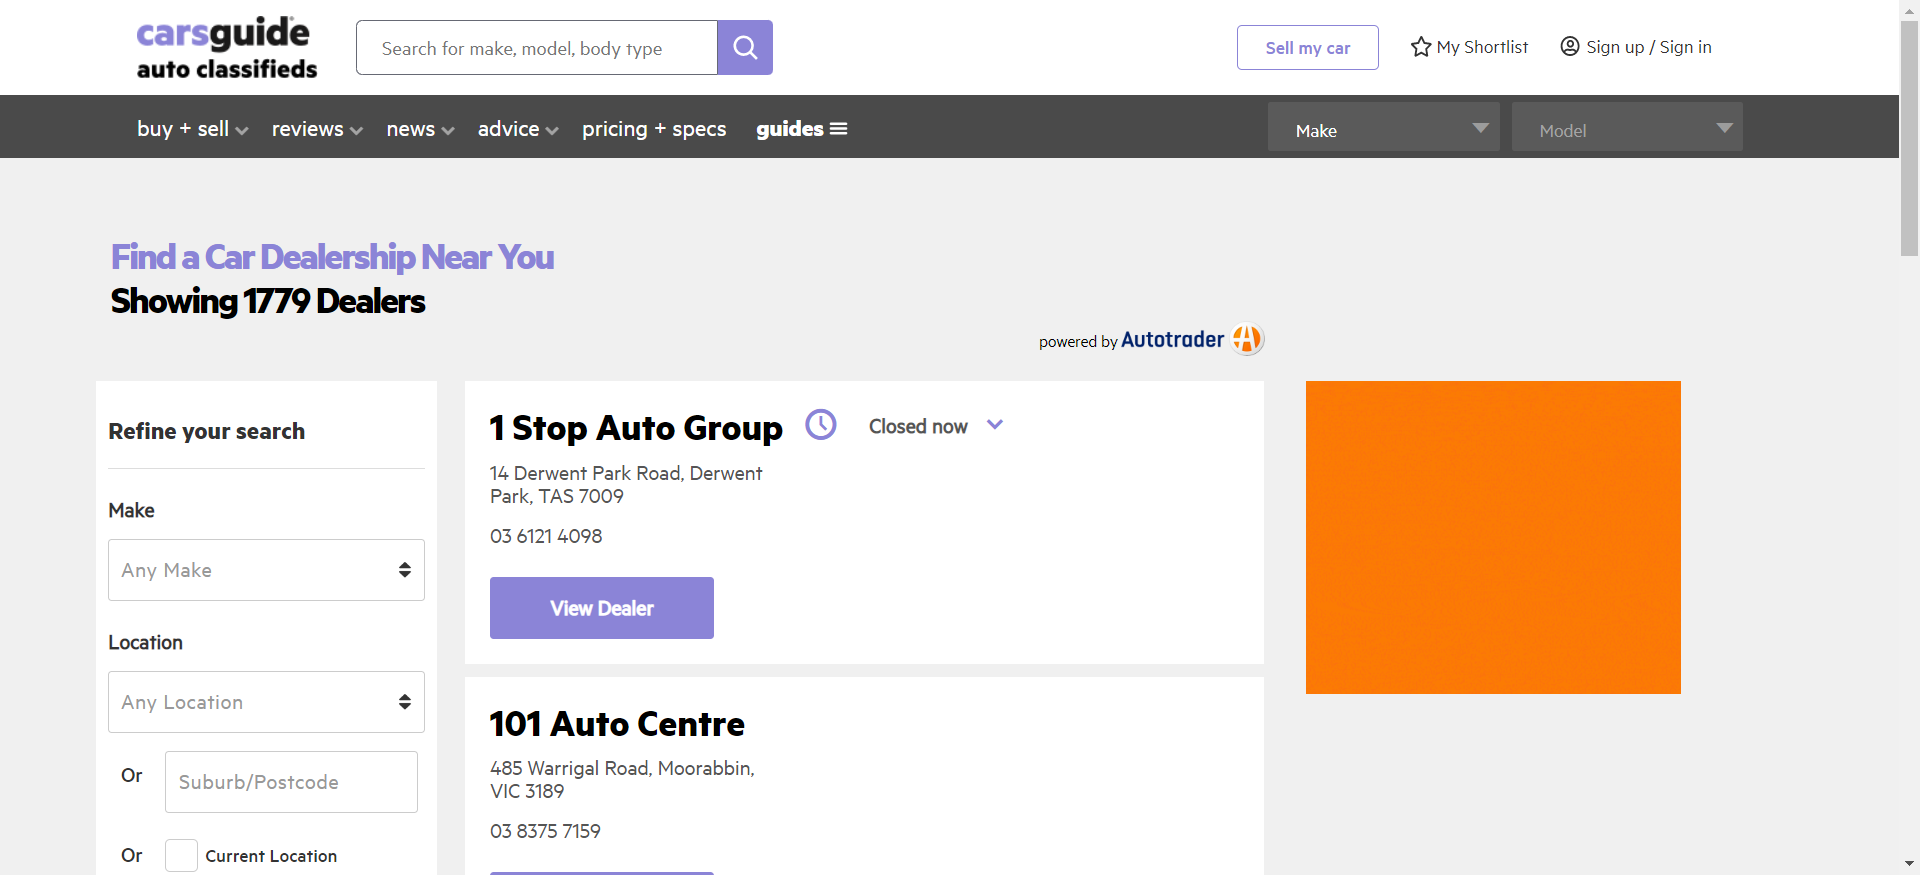 carsguide
auto classifieds
Search for make, model, body type
Sell my car
My Shortlist
Sign up / Sign in
buy + sell
reviews
news
advice
pricing + specs
guides
Make
Model
Find a Car Dealership Near You
Showing 1779 Dealers
powered by Autotrader
Refine your search
Make
Any Make
Location
Any Location
Or
Suburb/Postcode
Or
Current Location
1 Stop Auto Group
Closed now
14 Derwent Park Road, Derwent
Park, TAS 7009
03 6121 4098
View Dealer
101 Auto Centre
485 Warrigal Road, Moorabbin,
VIC 3189
03 8375 7159